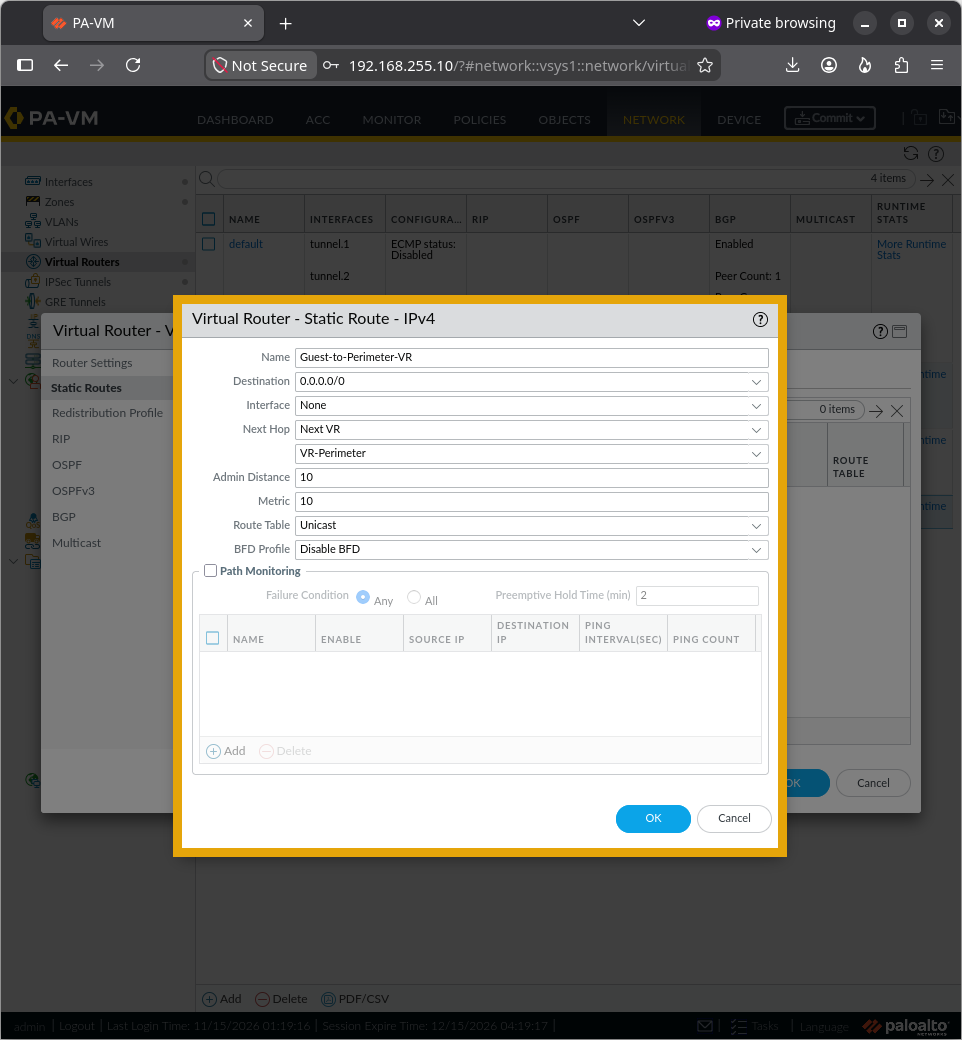 PA-VM
Private browsing
Not Secure
192.168.255.10/?#network::vsys1::network/virtua
PA-VM
DASHBOARD
ACC
MONITOR
POLICIES
OBJECTS
NETWORK
DEVICE
Commit
4 items
Interfaces
Zones
VLANs
Virtual Wires
Virtual Routers
IPSec Tunnels
GRE Tunnels
NAME
INTERFACES
CONFIGURA...
RIP
OSPF
OSPFV3
BGP
MULTICAST
RUNTIME
STATS
default
tunnel.1
ECMP status:
Disabled
Enabled
More Runtime
Stats
tunnel.2
Peer Count: 1
Virtual Router - V
Router Settings
Static Routes
Redistribution Profile
RIP
OSPF
OSPFv3
BGP
Multicast
0 items
ROUTE
TABLE
OK
Cancel
Virtual Router - Static Route - IPv4
Name Guest-to-Perimeter-VR
Destination 0.0.0.0/0
Interface None
Next Hop Next VR
VR-Perimeter
Admin Distance 10
Metric 10
Route Table Unicast
BFD Profile Disable BFD
Path Monitoring
Failure Condition Any All Preemptive Hold Time (min) 2
NAME
ENABLE
SOURCE IP
DESTINATION
IP
PING
INTERVAL(SEC)
PING COUNT
Add Delete
OK Cancel
Add Delete PDF/CSV
admin | Logout | Last Login Time: 11/15/2026 01:19:16 | Session Expire Time: 12/15/2026 04:19:17 |
Tasks | Language
paloalto
NETWORKS